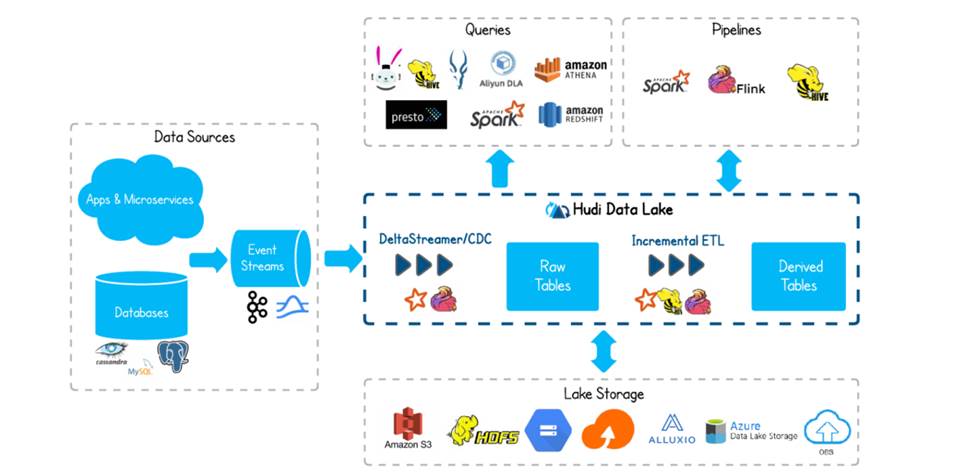 Queries
Pipelines
HIVE
Aliyun DLA
amazon
ATHENA
presto
APACHE
Spark
amazon
REDSHIFT
APACHE
Spark
Flink
HIVE
Data Sources
Apps & Microservices
Event
Streams
Databases
cassandra
MySQL
Hudi Data Lake
DeltaStreamer/CDC
Raw
Tables
Incremental ETL
HIVE
Derived
Tables
Lake Storage
Amazon S3
HDFS
ALLUXIO
Azure
Data Lake Storage
OBS